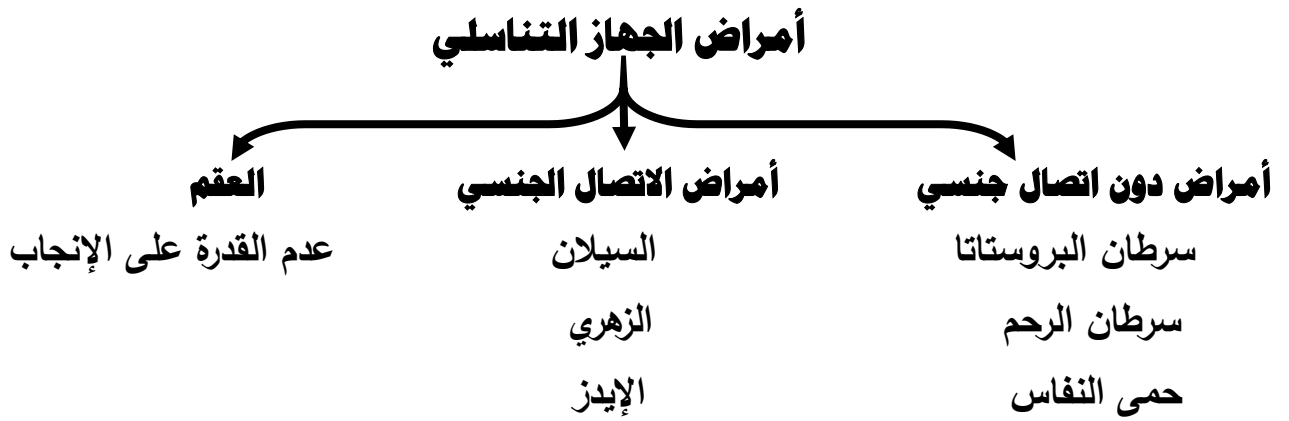 أمراض الجهاز التناسلي
أمراض دون اتصال جنسي
سرطان البروستاتا
سرطان الرحم
حمى النفاس
أمراض الاتصال الجنسي
السيلان
الزهري
الإيدز
العقم
عدم القدرة على الإنجاب